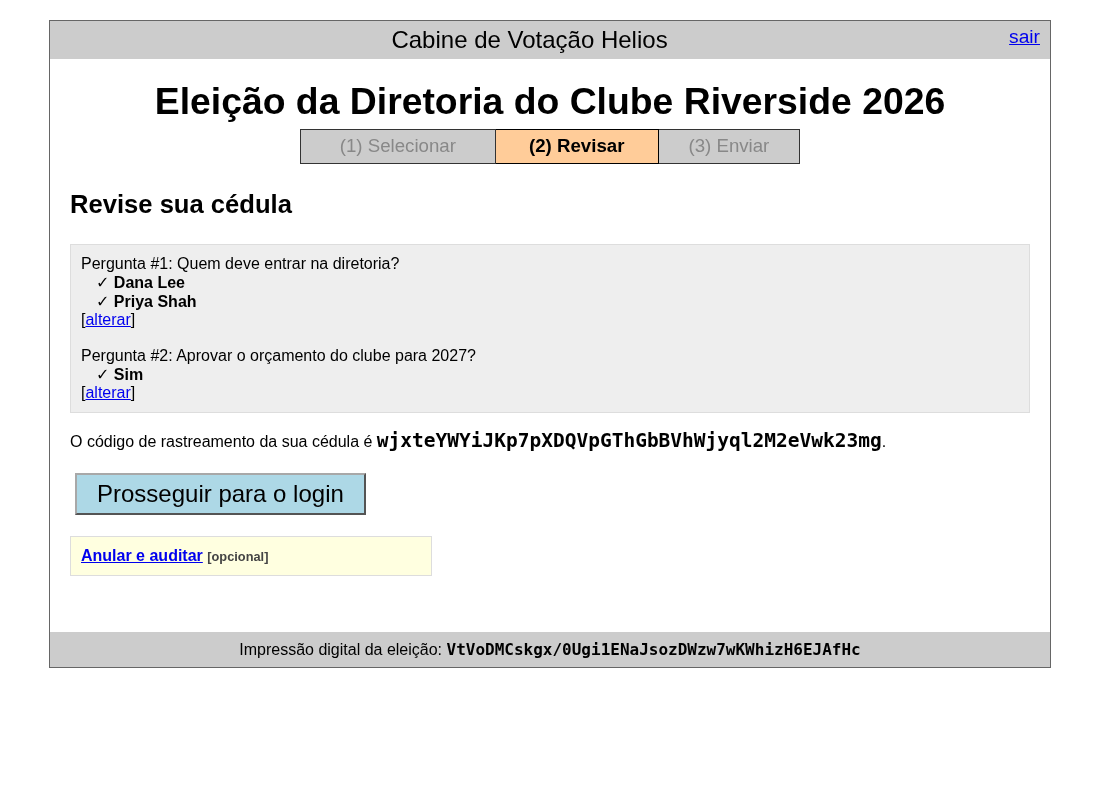 Cabine de Votação Helios
sair
Eleição da Diretoria do Clube Riverside 2026
(1) Selecionar (2) Revisar (3) Enviar
Revise sua cédula
Pergunta #1: Quem deve entrar na diretoria?
✓ Dana Lee
✓ Priya Shah
[alterar]
Pergunta #2: Aprovar o orçamento do clube para 2027?
✓ Sim
[alterar]
O código de rastreamento da sua cédula é wjxteYWYiJKp7pXDQVpGThGbBVhWjyql2M2eVwk23mg.
Prosseguir para o login
Anular e auditar [opcional]
Impressão digital da eleição: VtVoDMCskgx/0Ugi1ENaJsozDWzw7wKWhizH6EJAfHc